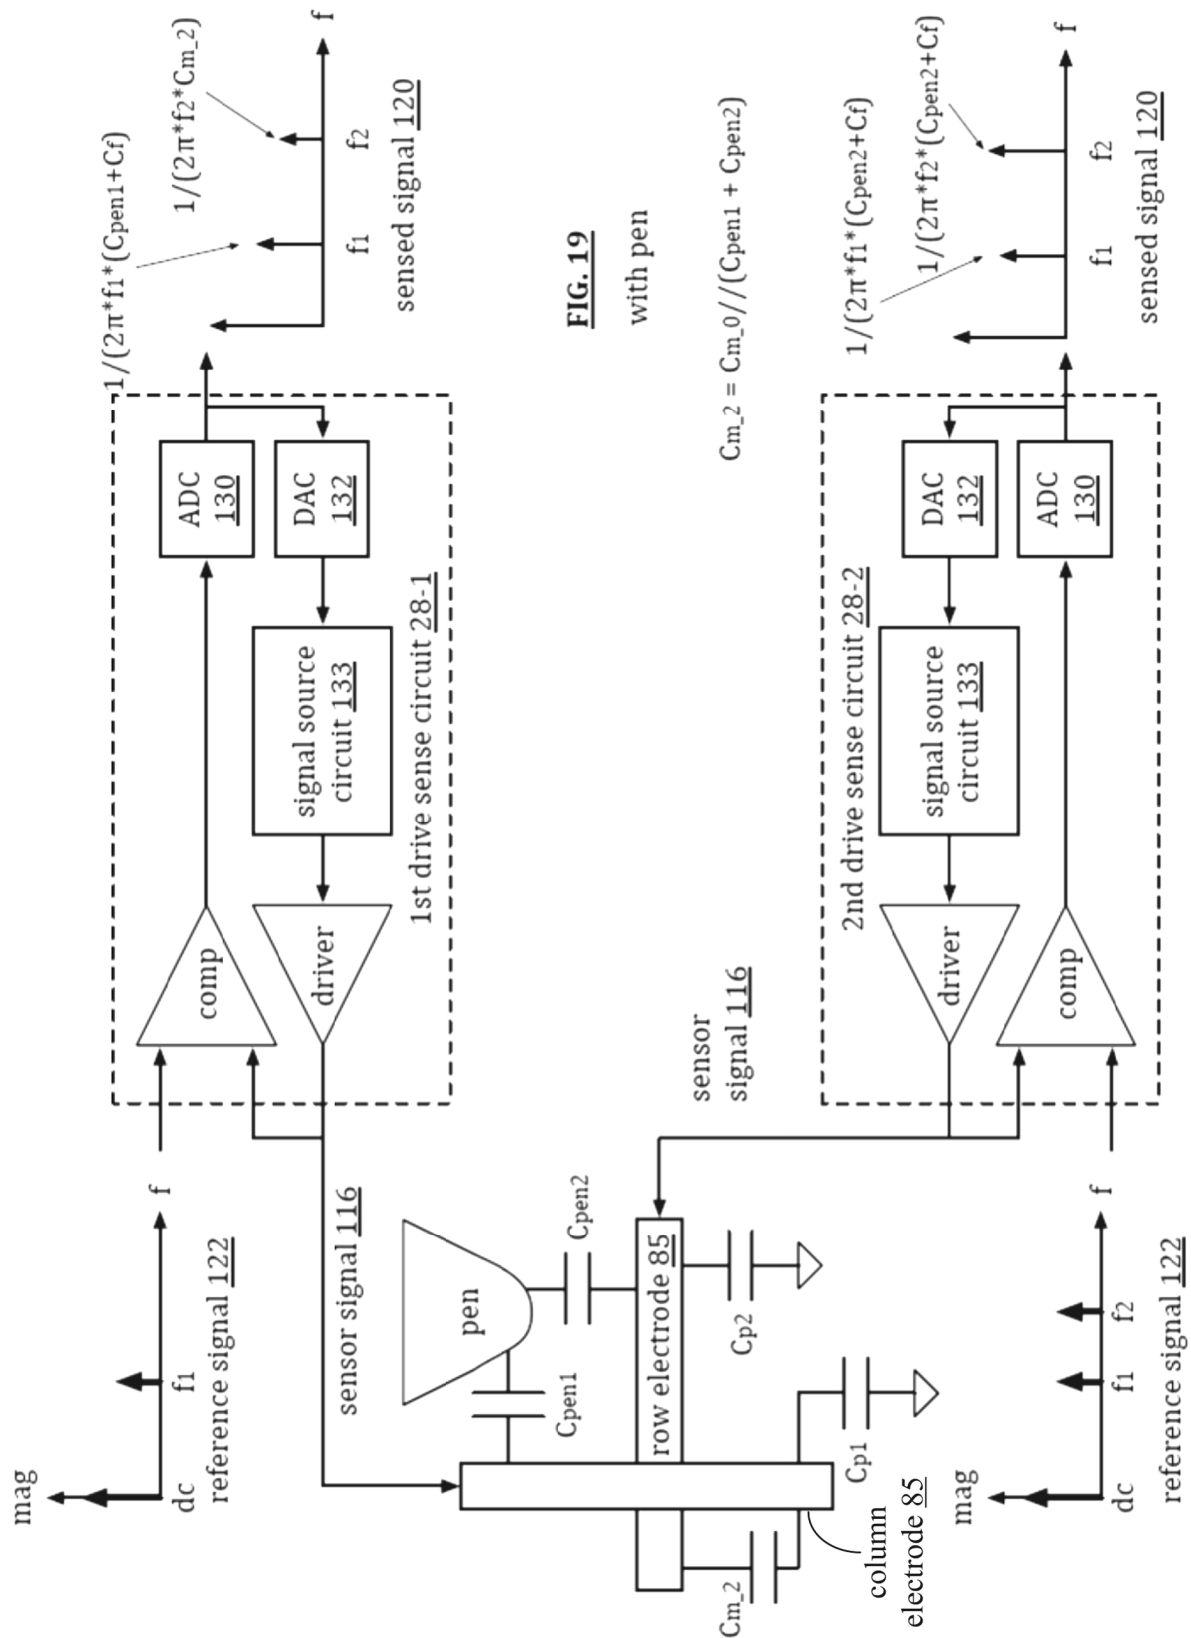 mag
dc
f1
f
reference signal 122
sensor signal 116
comp
driver
signal source
circuit 133
ADC
130
DAC
132
1st drive sense circuit 28-1
1/(2π*f1*(Cpen1+Cf)
1/(2π*f2*Cm_2)
f1
f2
f
sensed signal 120
FIG. 19
with pen
Cm_2 = Cm_0//(Cpen1 + Cpen2)
pen
Cpen1
Cpen2
row electrode 85
Cm_2
Cp1
Cp2
column
electrode 85
sensor
signal 116
2nd drive sense circuit 28-2
driver
signal source
circuit 133
DAC
132
comp
ADC
130
1/(2π*f1*(Cpen2+Cf)
1/(2π*f2*(Cpen2+Cf)
f1
f2
f
sensed signal 120
mag
dc
f1
f2
f
reference signal 122